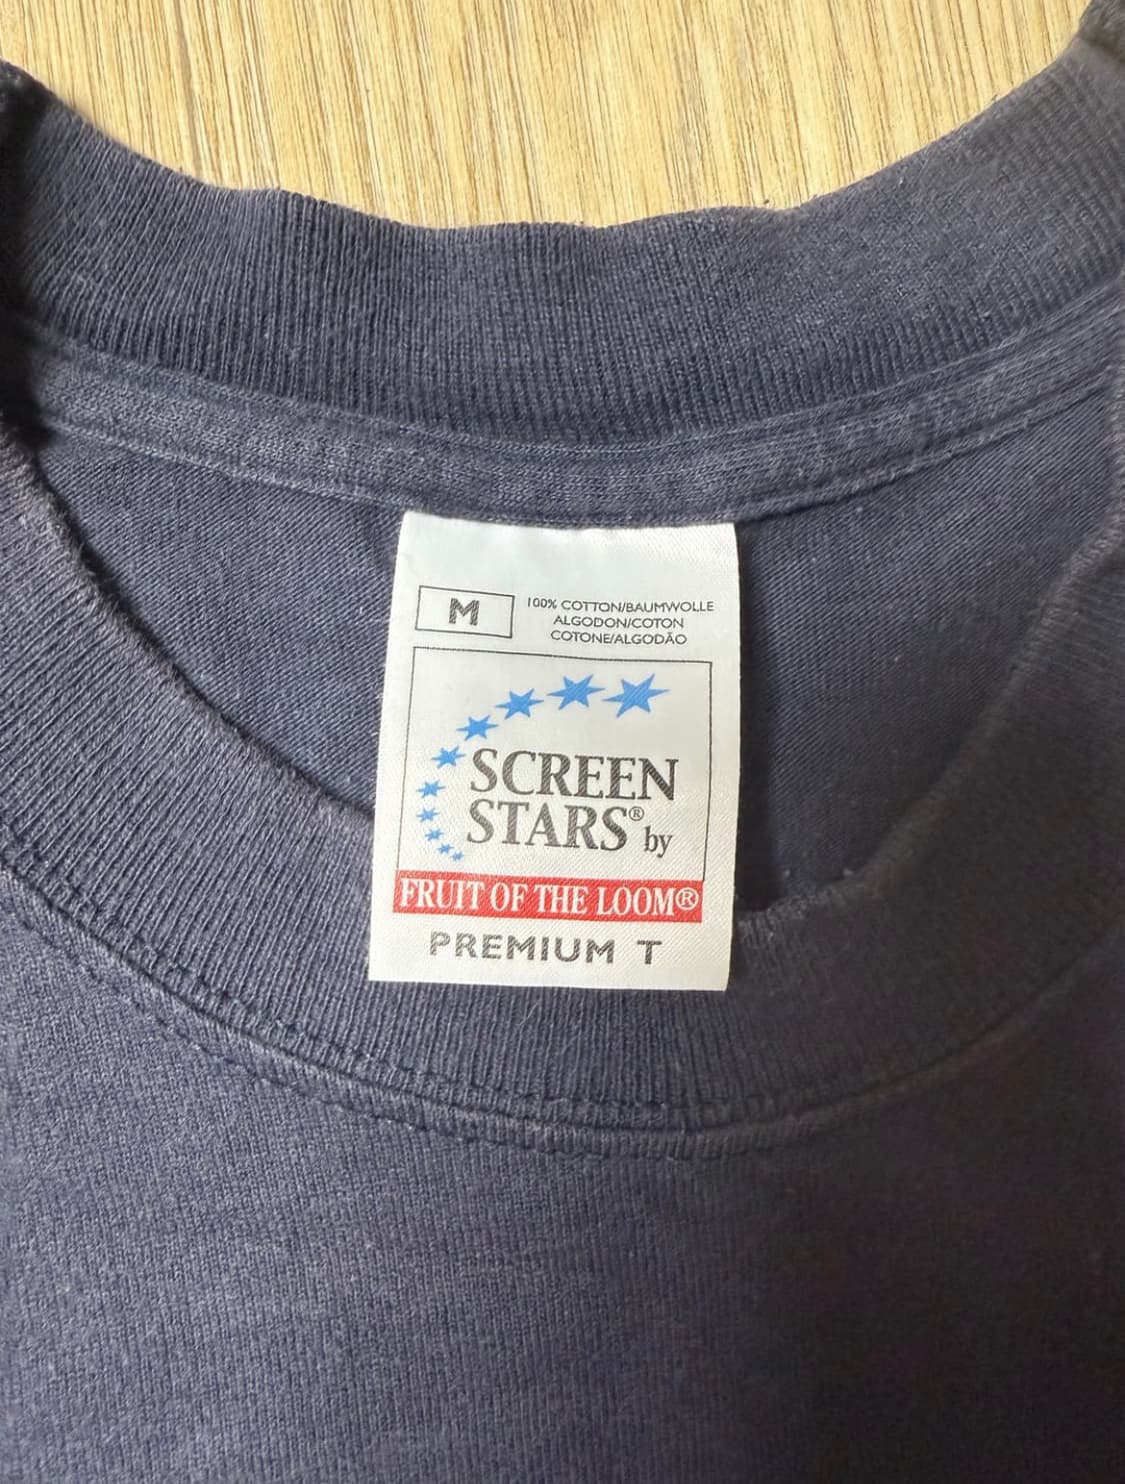 M
100% COTTON/BAUMWOLLE
ALGODON/COTON
COTONE/ALGODÃO
SCREEN
STARS® by
FRUIT OF THE LOOM®
PREMIUM T